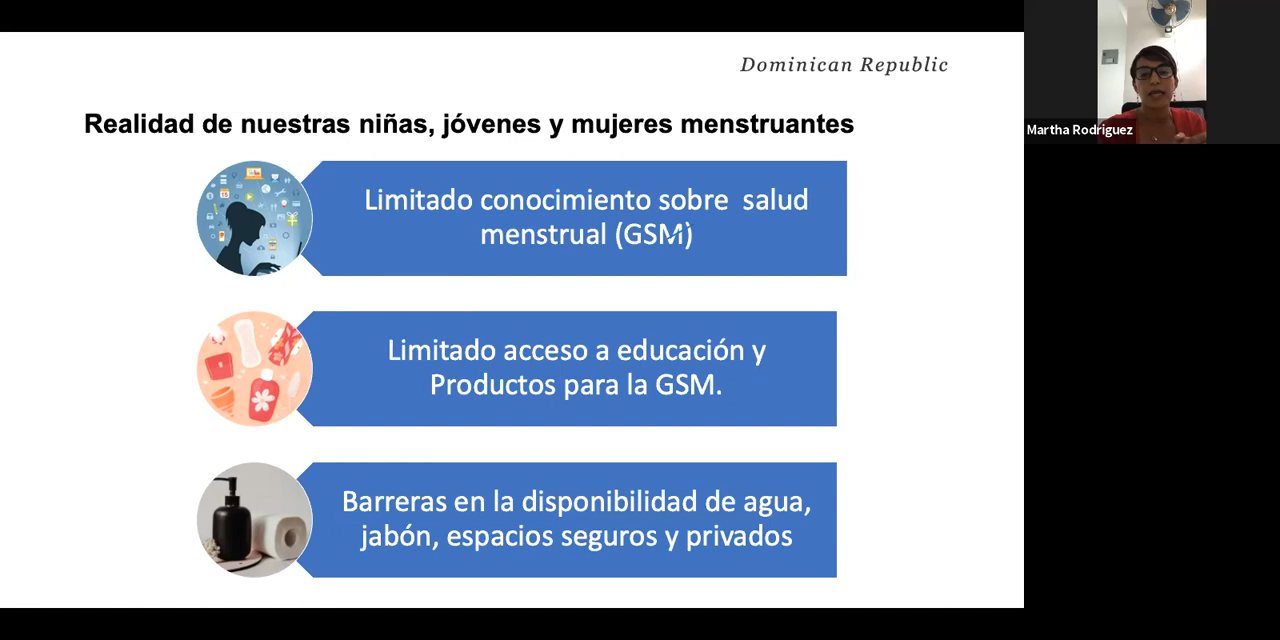 Dominican Republic
Realidad de nuestras niñas, jóvenes y mujeres menstruantes
Limitado conocimiento sobre salud
menstrual (GSM)
Limitado acceso a educación y
Productos para la GSM.
Barreras en la disponibilidad de agua,
jabón, espacios seguros y privados
Martha Rodríguez